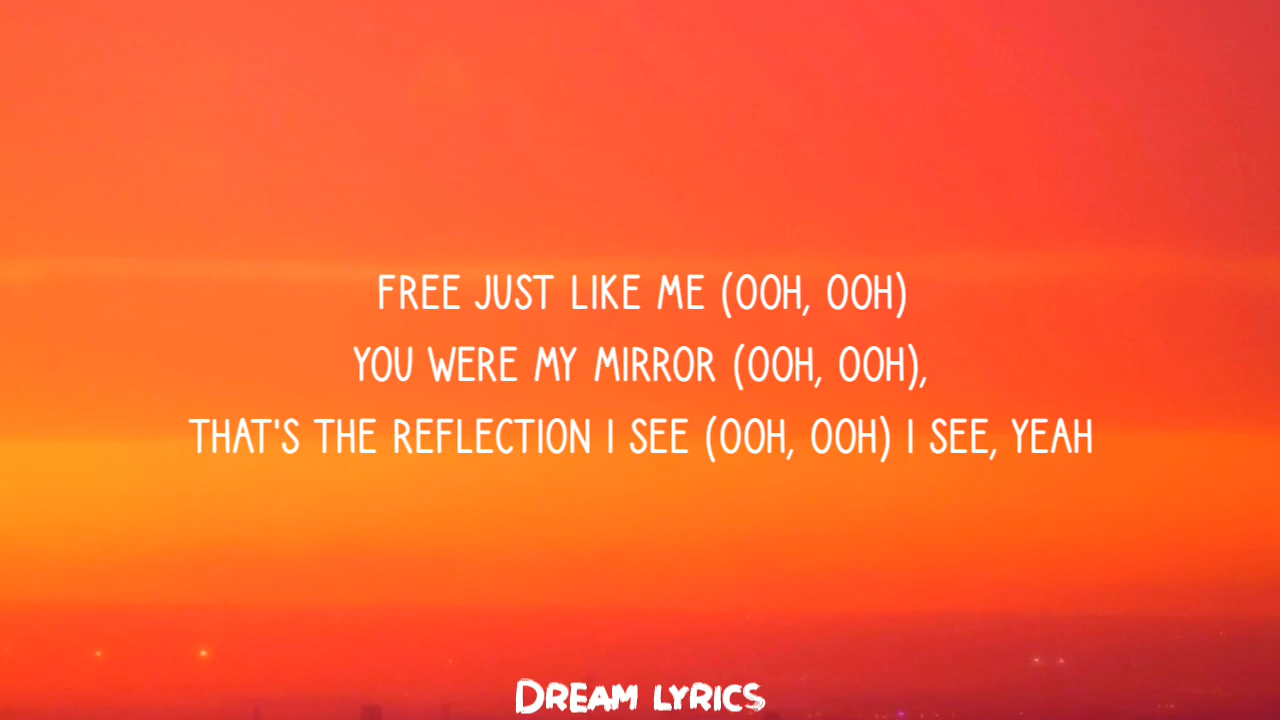 FREE JUST LIKE ME (OOH, OOH)
YOU WERE MY MIRROR (OOH, OOH),
THAT'S THE REFLECTION I SEE (OOH, OOH) I SEE, YEAH
DREAM LYRICS